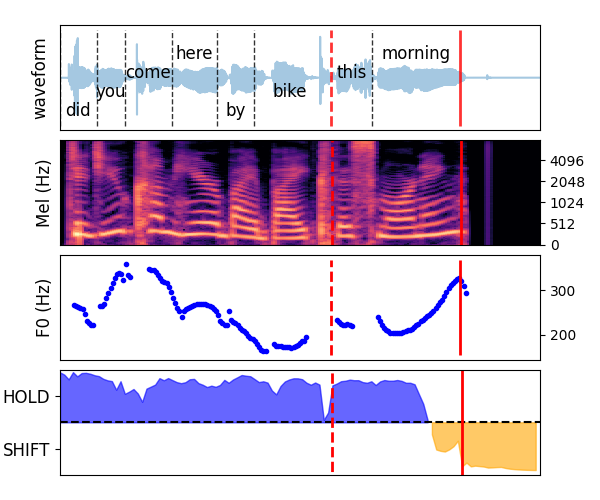 waveform
did
you
come
here
by
bike
this
morning
Mel (Hz)
4096
2048
1024
512
0
F0 (Hz)
300
200
HOLD
SHIFT